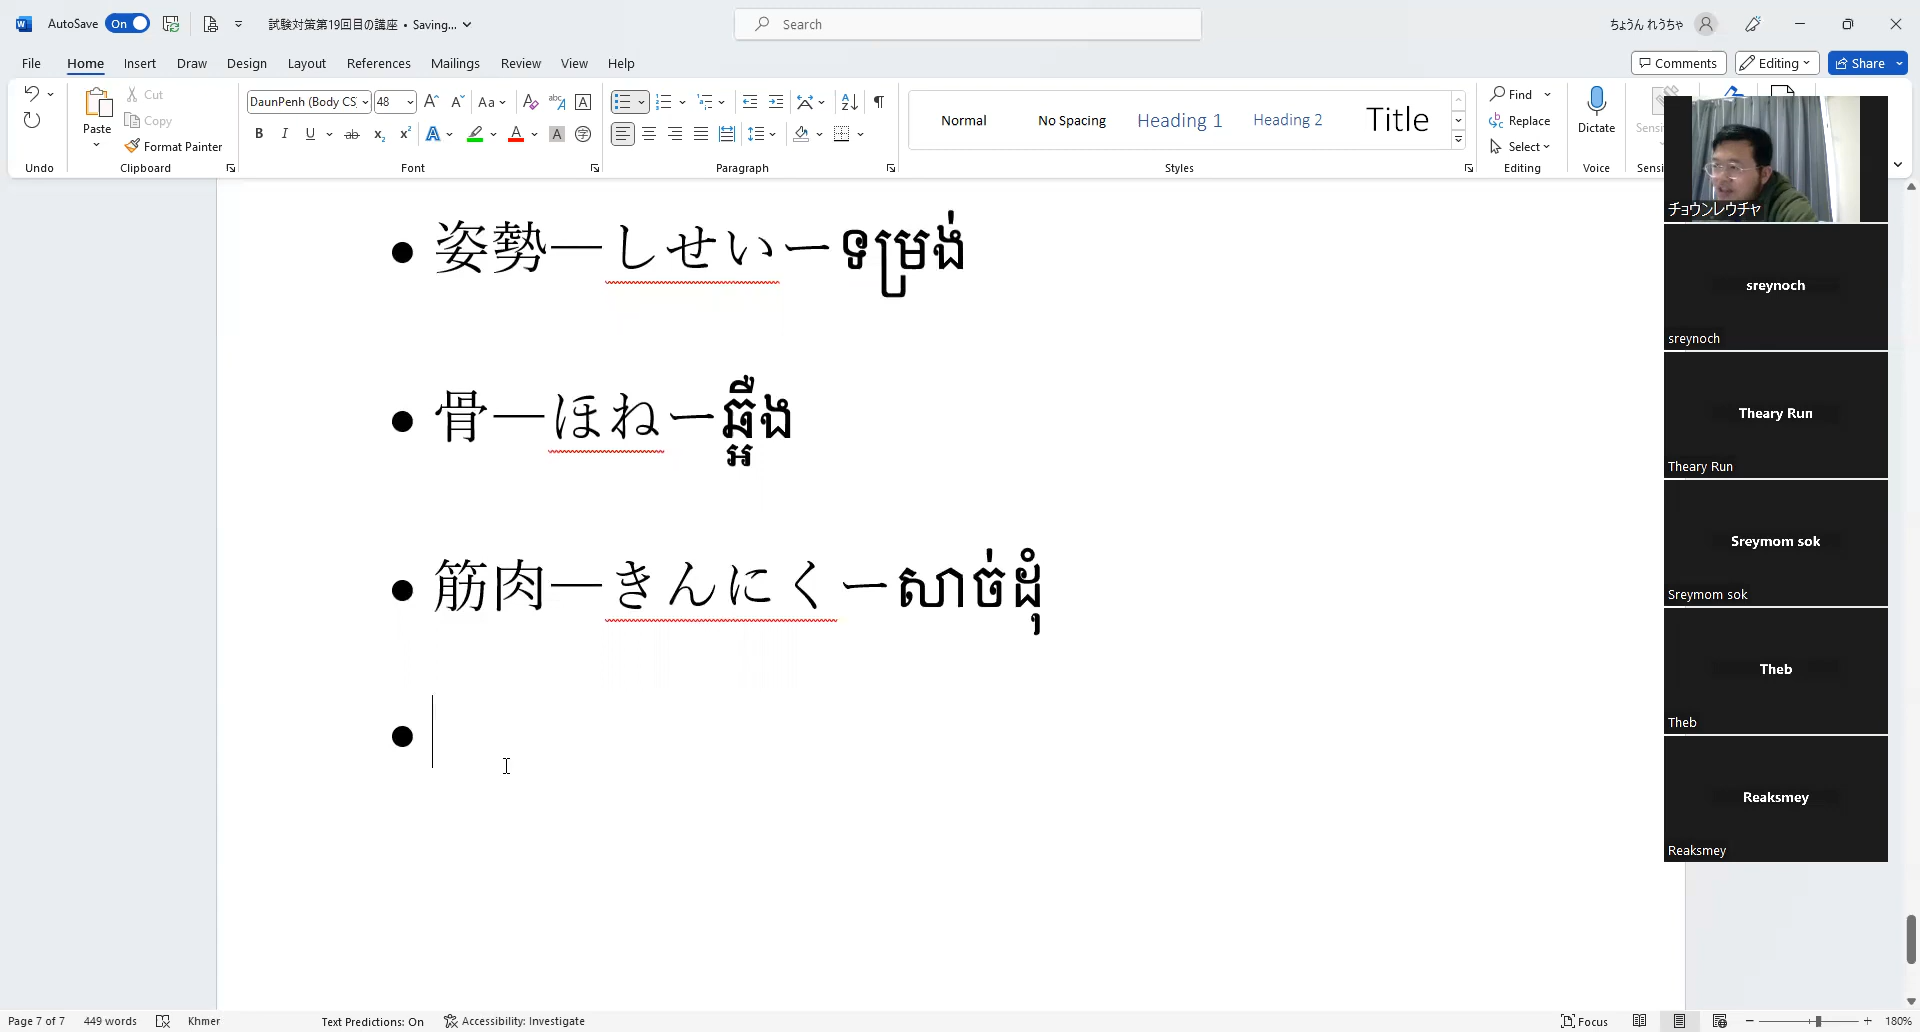 AutoSave On 試験対策第19回目の講座 • Saving... Search ちょうん れうちゃ
File Home Insert Draw Design Layout References Mailings Review View Help Comments Editing Share
Undo
Paste Cut Copy Format Painter
Clipboard
DaunPenh (Body CS) 48 Aa
B I U ab x₂ x² A A A
Font
Paragraph
Normal No Spacing Heading 1 Heading 2 Title
Styles
Find Replace Select
Editing
Dictate
Voice
Sensi
Sensi
チョウンレウチャ
sreynoch
sreynoch
Theary Run
Theary Run
Sreymom sok
Sreymom sok
Theb
Theb
Reaksmey
Reaksmey
• 姿勢―しせいーទម្រង់
• 骨―ほねーឆ្អឹង
• 筋肉―きんにくーសាច់ដុំ
•
Page 7 of 7 449 words Khmer Text Predictions: On Accessibility: Investigate Focus 180%